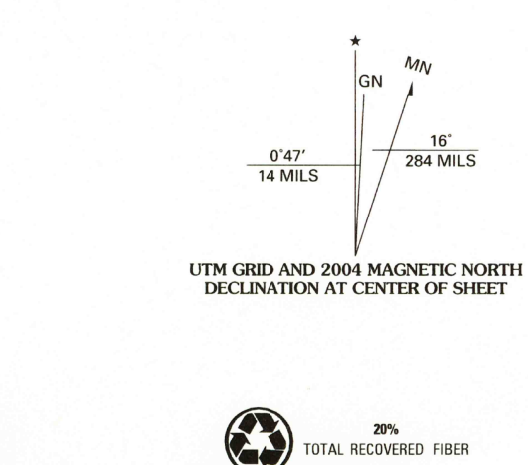 ★
MN
GN
16°
284 MILS
0°47′
14 MILS
UTM GRID AND 2004 MAGNETIC NORTH
DECLINATION AT CENTER OF SHEET
20%
TOTAL RECOVERED FIBER